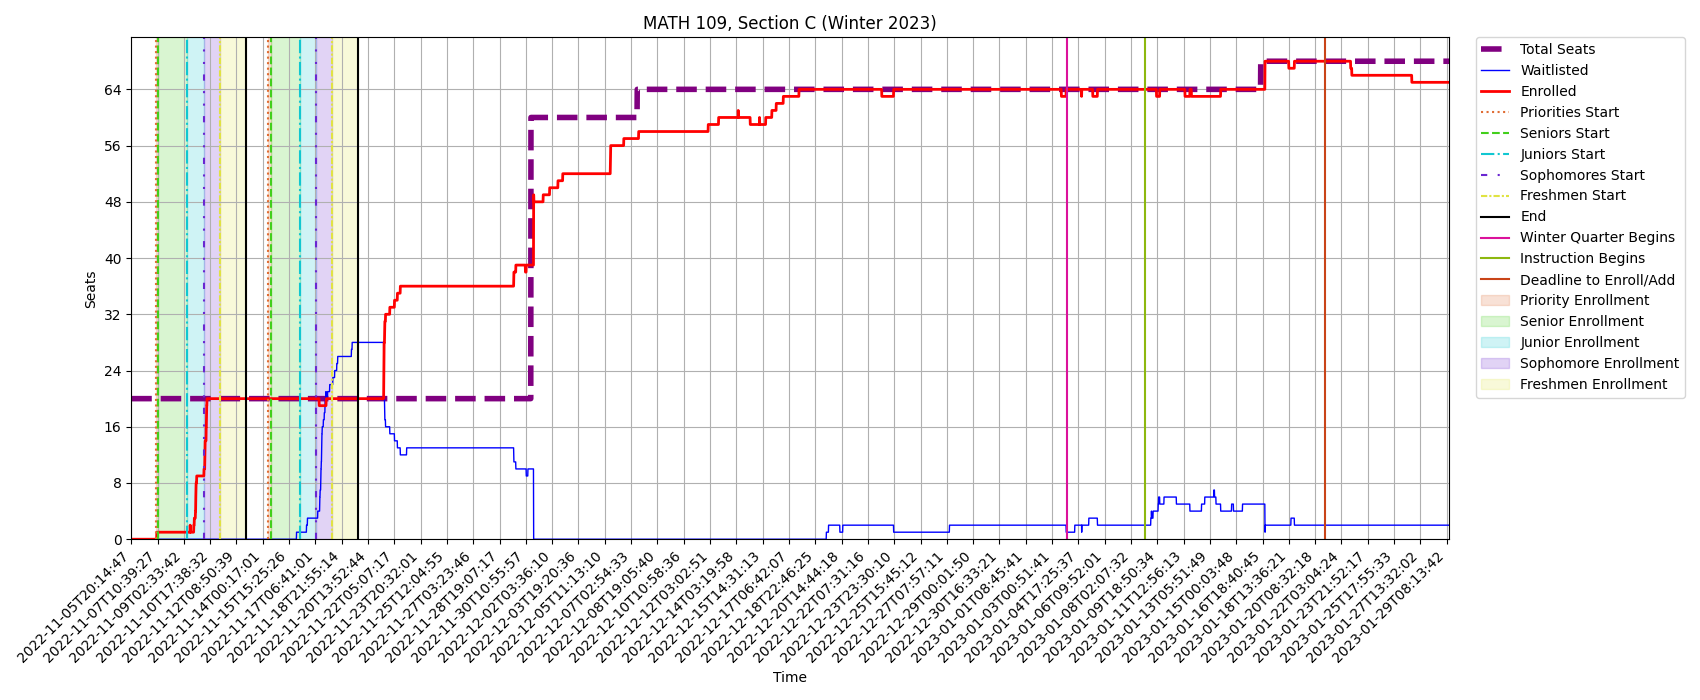 MATH 109, Section C (Winter 2023)
Seats
64
56
48
40
32
24
16
8
0
2022-11-05T20:14:47
2022-11-07T10:39:27
2022-11-09T02:33:42
2022-11-10T17:38:32
2022-11-12T08:50:39
2022-11-14T00:17:01
2022-11-15T15:25:26
2022-11-17T06:41:01
2022-11-18T21:55:14
2022-11-20T13:52:44
2022-11-22T05:07:17
2022-11-23T20:32:01
2022-11-25T12:04:55
2022-11-27T03:23:46
2022-11-28T19:07:17
2022-11-30T10:55:57
2022-12-02T03:36:10
2022-12-03T19:20:36
2022-12-05T11:13:10
2022-12-07T02:54:33
2022-12-08T19:05:40
2022-12-10T10:58:36
2022-12-12T03:02:51
2022-12-14T03:19:58
2022-12-15T14:31:13
2022-12-17T06:42:07
2022-12-18T22:46:25
2022-12-20T14:44:18
2022-12-22T07:31:16
2022-12-23T23:30:10
2022-12-25T15:45:12
2022-12-27T07:57:11
2022-12-29T00:01:50
2022-12-30T16:33:21
2023-01-01T08:45:41
2023-01-03T00:51:41
2023-01-04T17:25:37
2023-01-06T09:52:01
2023-01-08T02:07:32
2023-01-09T18:50:34
2023-01-11T12:56:13
2023-01-13T05:51:49
2023-01-15T00:03:48
2023-01-16T18:40:45
2023-01-18T13:36:21
2023-01-20T08:32:18
2023-01-22T03:04:24
2023-01-23T21:52:17
2023-01-25T17:55:33
2023-01-27T13:32:02
2023-01-29T08:13:42
Time
Total Seats
Waitlisted
Enrolled
Priorities Start
Seniors Start
Juniors Start
Sophomores Start
Freshmen Start
End
Winter Quarter Begins
Instruction Begins
Deadline to Enroll/Add
Priority Enrollment
Senior Enrollment
Junior Enrollment
Sophomore Enrollment
Freshmen Enrollment